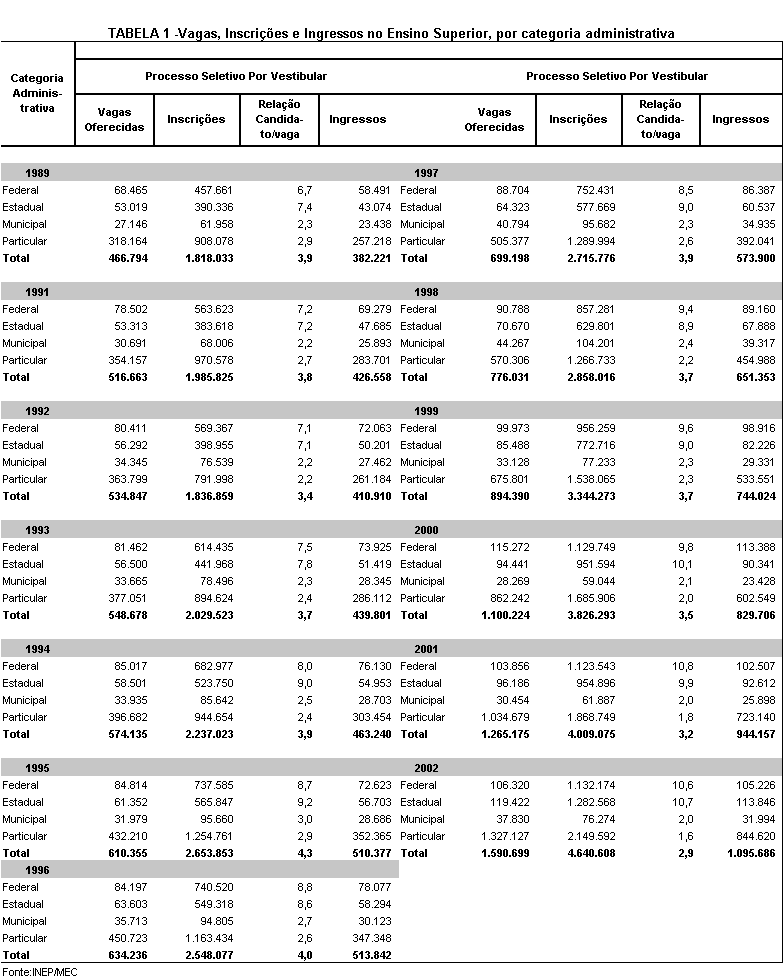 TABELA 1 -Vagas, Inscrições e Ingressos no Ensino Superior, por categoria administrativa
Categoria Adminis-trativa Processo Seletivo Por Vestibular Processo Seletivo Por Vestibular
Vagas Oferecidas Inscrições Relação Candida-to/vaga Ingressos Vagas Oferecidas Inscrições Relação Candida-to/vaga Ingressos
1989 1997
Federal 68.465 457.661 6,7 58.491 Federal 88.704 752.431 8,5 86.387
Estadual 53.019 390.336 7,4 43.074 Estadual 64.323 577.669 9,0 60.537
Municipal 27.146 61.958 2,3 23.438 Municipal 40.794 95.682 2,3 34.935
Particular 318.164 908.078 2,9 257.218 Particular 505.377 1.289.994 2,6 392.041
Total 466.794 1.818.033 3,9 382.221 Total 699.198 2.715.776 3,9 573.900
1991 1998
Federal 78.502 563.623 7,2 69.279 Federal 90.788 857.281 9,4 89.160
Estadual 53.313 383.618 7,2 47.685 Estadual 70.670 629.801 8,9 67.888
Municipal 30.691 68.006 2,2 25.893 Municipal 44.267 104.201 2,4 39.317
Particular 354.157 970.578 2,7 283.701 Particular 570.306 1.266.733 2,2 454.988
Total 516.663 1.985.825 3,8 426.558 Total 776.031 2.858.016 3,7 651.353
1992 1999
Federal 80.411 569.367 7,1 72.063 Federal 99.973 956.259 9,6 98.916
Estadual 56.292 398.955 7,1 50.201 Estadual 85.488 772.716 9,0 82.226
Municipal 34.345 76.539 2,2 27.462 Municipal 33.128 77.233 2,3 29.331
Particular 363.799 791.998 2,2 261.184 Particular 675.801 1.538.065 2,3 533.551
Total 534.847 1.836.859 3,4 410.910 Total 894.390 3.344.273 3,7 744.024
1993 2000
Federal 81.462 614.435 7,5 73.925 Federal 115.272 1.129.749 9,8 113.388
Estadual 56.500 441.968 7,8 51.419 Estadual 94.441 951.594 10,1 90.341
Municipal 33.665 78.496 2,3 28.345 Municipal 28.269 59.044 2,1 23.428
Particular 377.051 894.624 2,4 286.112 Particular 862.242 1.685.906 2,0 602.549
Total 548.678 2.029.523 3,7 439.801 Total 1.100.224 3.826.293 3,5 829.706
1994 2001
Federal 85.017 682.977 8,0 76.130 Federal 103.856 1.123.543 10,8 102.507
Estadual 58.501 523.750 9,0 54.953 Estadual 96.186 954.896 9,9 92.612
Municipal 33.935 85.642 2,5 28.703 Municipal 30.454 61.887 2,0 25.898
Particular 396.682 944.654 2,4 303.454 Particular 1.034.679 1.868.749 1,8 723.140
Total 574.135 2.237.023 3,9 463.240 Total 1.265.175 4.009.075 3,2 944.157
1995 2002
Federal 84.814 737.585 8,7 72.623 Federal 106.320 1.132.174 10,6 105.226
Estadual 61.352 565.847 9,2 56.703 Estadual 119.422 1.282.568 10,7 113.846
Municipal 31.979 95.660 3,0 28.686 Municipal 37.830 76.274 2,0 31.994
Particular 432.210 1.254.761 2,9 352.365 Particular 1.327.127 2.149.592 1,6 844.620
Total 610.355 2.653.853 4,3 510.377 Total 1.590.699 4.640.608 2,9 1.095.686
1996
Federal 84.197 740.520 8,8 78.077
Estadual 63.603 549.318 8,6 58.294
Municipal 35.713 94.805 2,7 30.123
Particular 450.723 1.163.434 2,6 347.348
Total 634.236 2.548.077 4,0 513.842
Fonte:INEP/MEC